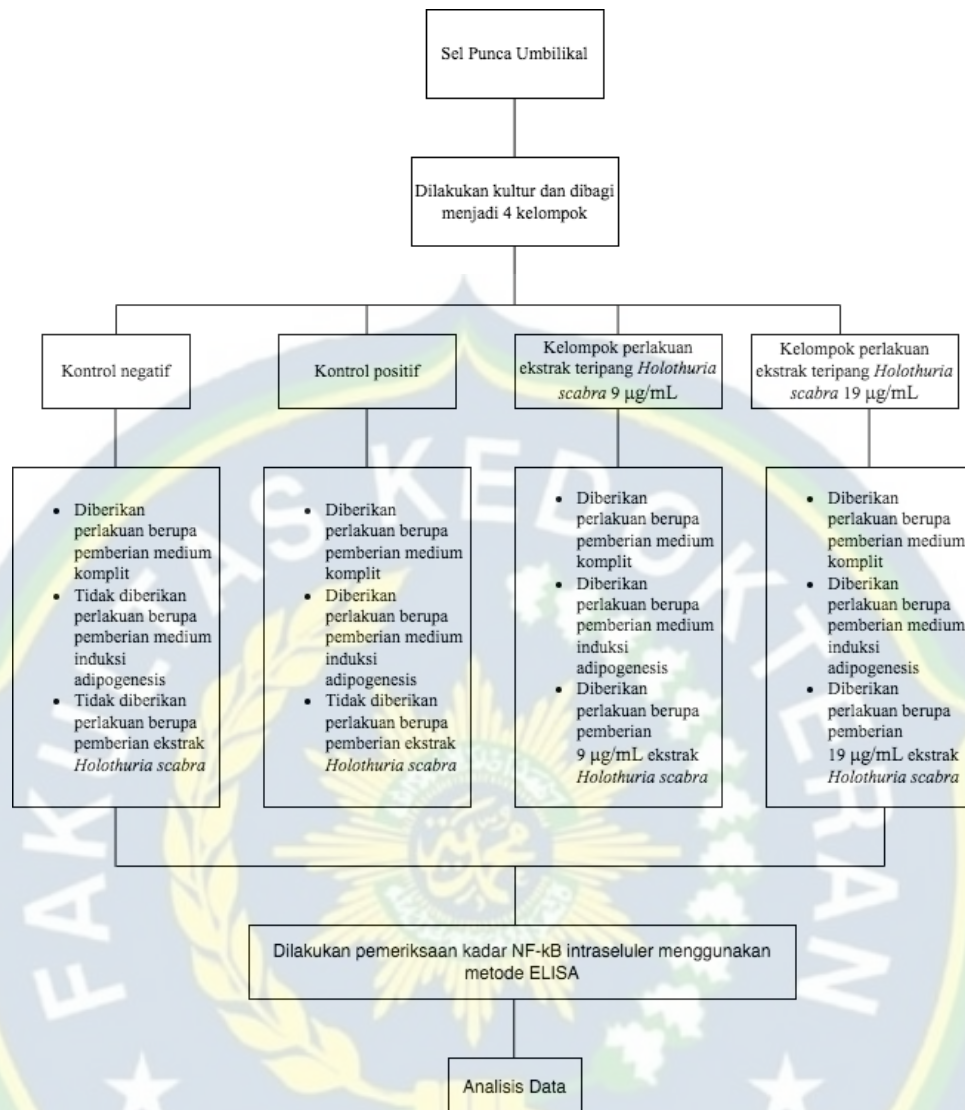 Sel Punca Umbilikal
Dilakukan kultur dan dibagi
menjadi 4 kelompok
Kontrol negatif
Kontrol positif
Kelompok perlakuan
ekstrak teripang Holothuria
scabra 9 µg/mL
Kelompok perlakuan
ekstrak teripang Holothuria
scabra 19 µg/mL
• Diberikan
perlakuan berupa
pemberian medium
komplit
• Tidak diberikan
perlakuan berupa
pemberian medium
induksi
adipogenesis
• Tidak diberikan
perlakuan berupa
pemberian ekstrak
Holothuria scabra
• Diberikan
perlakuan berupa
pemberian medium
komplit
• Diberikan
perlakuan berupa
pemberian medium
induksi
adipogenesis
• Tidak diberikan
perlakuan berupa
pemberian ekstrak
Holothuria scabra
• Diberikan
perlakuan berupa
pemberian medium
komplit
• Diberikan
perlakuan berupa
pemberian medium
induksi
adipogenesis
• Diberikan
perlakuan berupa
pemberian
9 µg/mL ekstrak
Holothuria scabra
• Diberikan
perlakuan berupa
pemberian medium
komplit
• Diberikan
perlakuan berupa
pemberian medium
induksi
adipogenesis
• Diberikan
perlakuan berupa
pemberian
19 µg/mL ekstrak
Holothuria scabra
Dilakukan pemeriksaan kadar NF-kB intraseluler menggunakan
metode ELISA
Analisis Data
FAKULTAS KEDOKTERAN